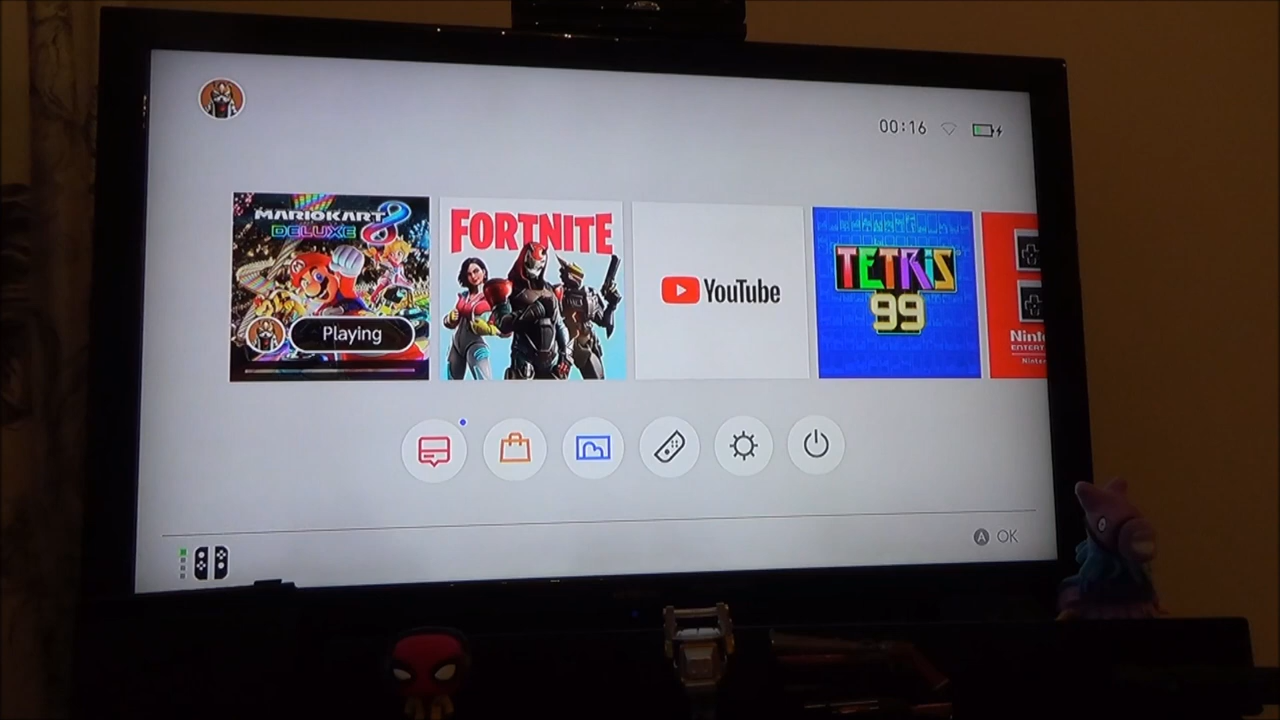 00:16
MARIOKART 8
DELUXE
Playing
FORTNITE
YouTube
TETRIS
99
A OK